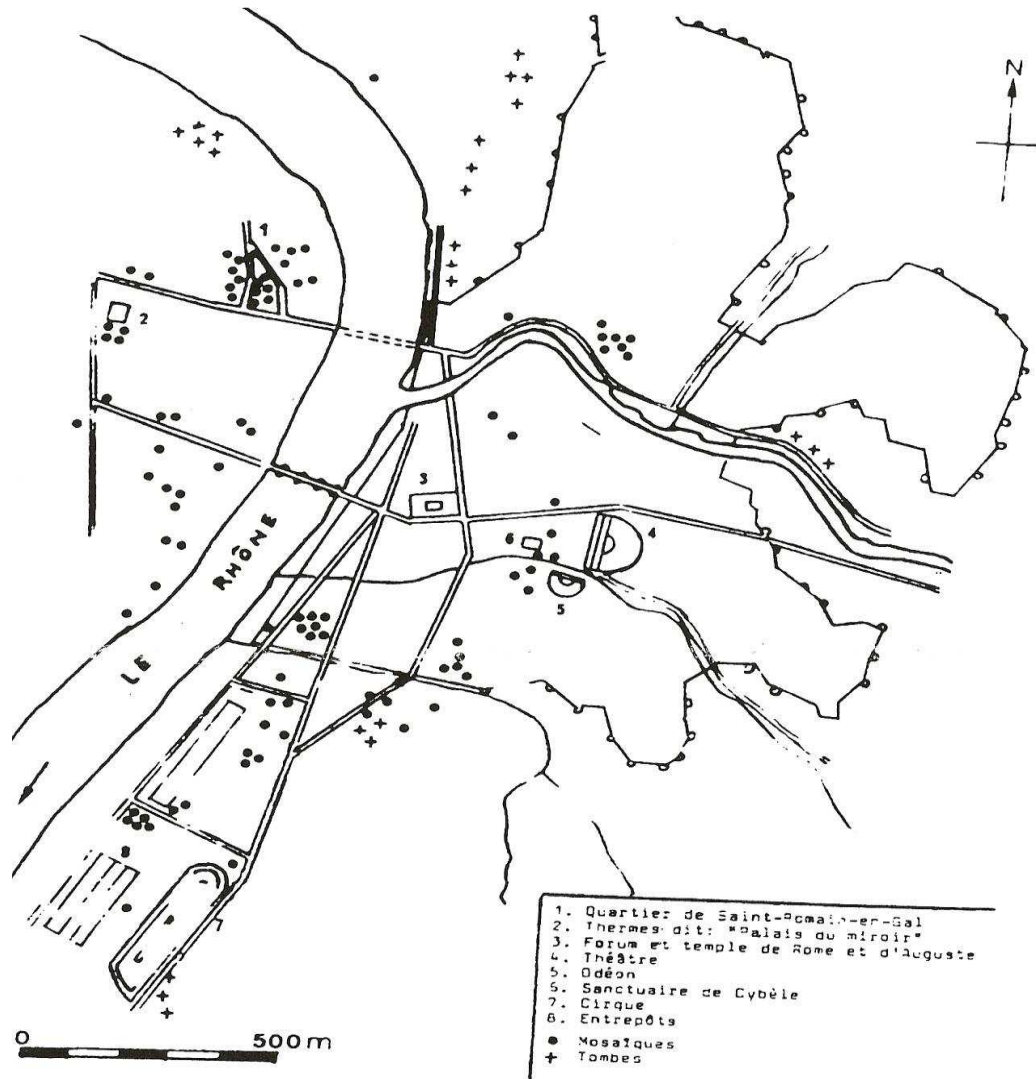 N
1
2
3
4
6
5
LE RHÔNE
8
0 500 m
1. Quartier de Saint-Romain-en-Gal
2. Thermes dit: "Palais du miroir"
3. Forum et temple de Rome et d'Auguste
4. Théâtre
5. Odéon
6. Sanctuaire de Cybèle
7. Cirque
8. Entrepôts
● Mosaïques
+ Tombes